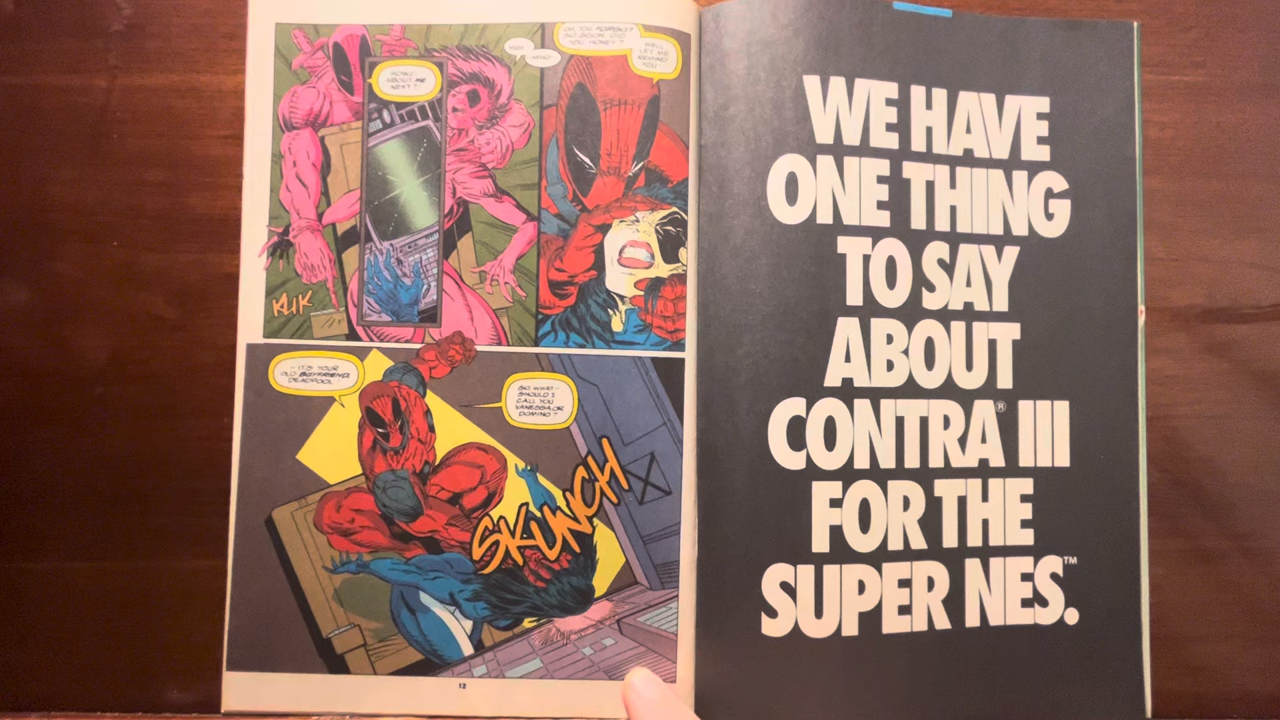 HOW
ABOUT ME
NEXT?
HUH
WHO--
OH, YOU FORGOT
SO SOON, DID
YOU HONEY?
WELL,
LET ME
REMIND
YOU
KLIK
--IT'S YOUR
OLD BOYFRIEND,
DEADPOOL!
SO WHAT
SHOULD I
CALL YOU
VANESSA, OR
DOMINO?
SKUNCH
12
WE HAVE
ONE THING
TO SAY
ABOUT
CONTRA® III
FOR THE
SUPER NES.™